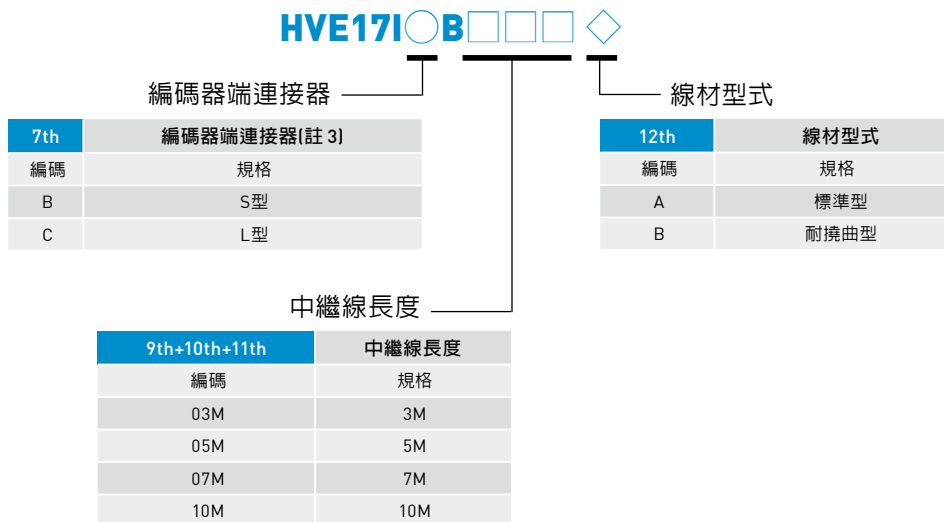 HVE17I○B□□□◇
編碼器端連接器
線材型式
7th 編碼器端連接器(註 3)
編碼 規格
B S型
C L型
12th 線材型式
編碼 規格
A 標準型
B 耐撓曲型
中繼線長度
9th+10th+11th 中繼線長度
編碼 規格
03M 3M
05M 5M
07M 7M
10M 10M